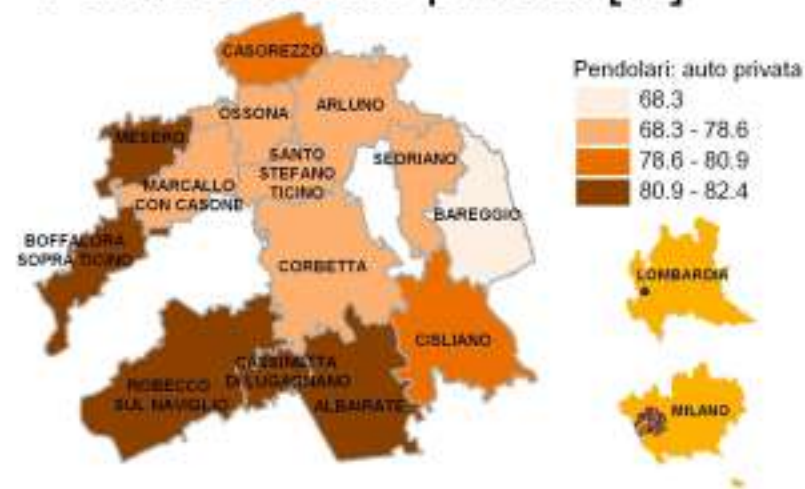 CASOREZZO
OSSONA
ARLUNO
MESERO
SANTO
STEFANO
TICINO
SEDRIANO
MARCALLO
CON CASONE
BAREGGIO
BOFFALORA
SOPRA TICINO
CORBETTA
CISLIANO
CASSINETTA
DI LUGAGNANO
ROBECCO
SUL NAVIGLIO
ALBAIRATE
Pendolari: auto privata
68.3
68.3 - 78.6
78.6 - 80.9
80.9 - 82.4
LOMBARDIA
MILANO